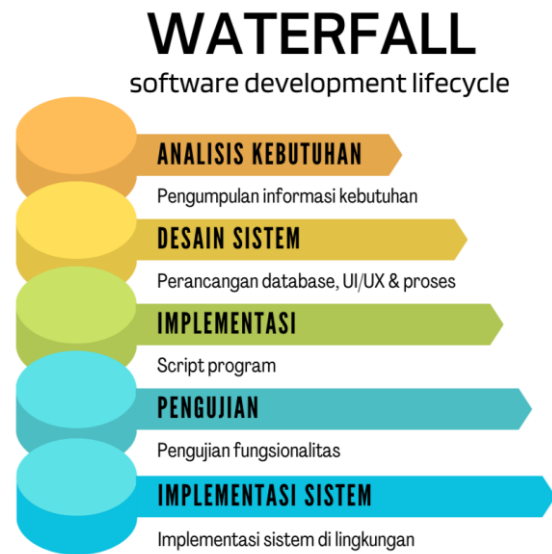 WATERFALL
software development lifecycle
ANALISIS KEBUTUHAN
Pengumpulan informasi kebutuhan
DESAIN SISTEM
Perancangan database, UI/UX & proses
IMPLEMENTASI
Script program
PENGUJIAN
Pengujian fungsionalitas
IMPLEMENTASI SISTEM
Implementasi sistem di lingkungan